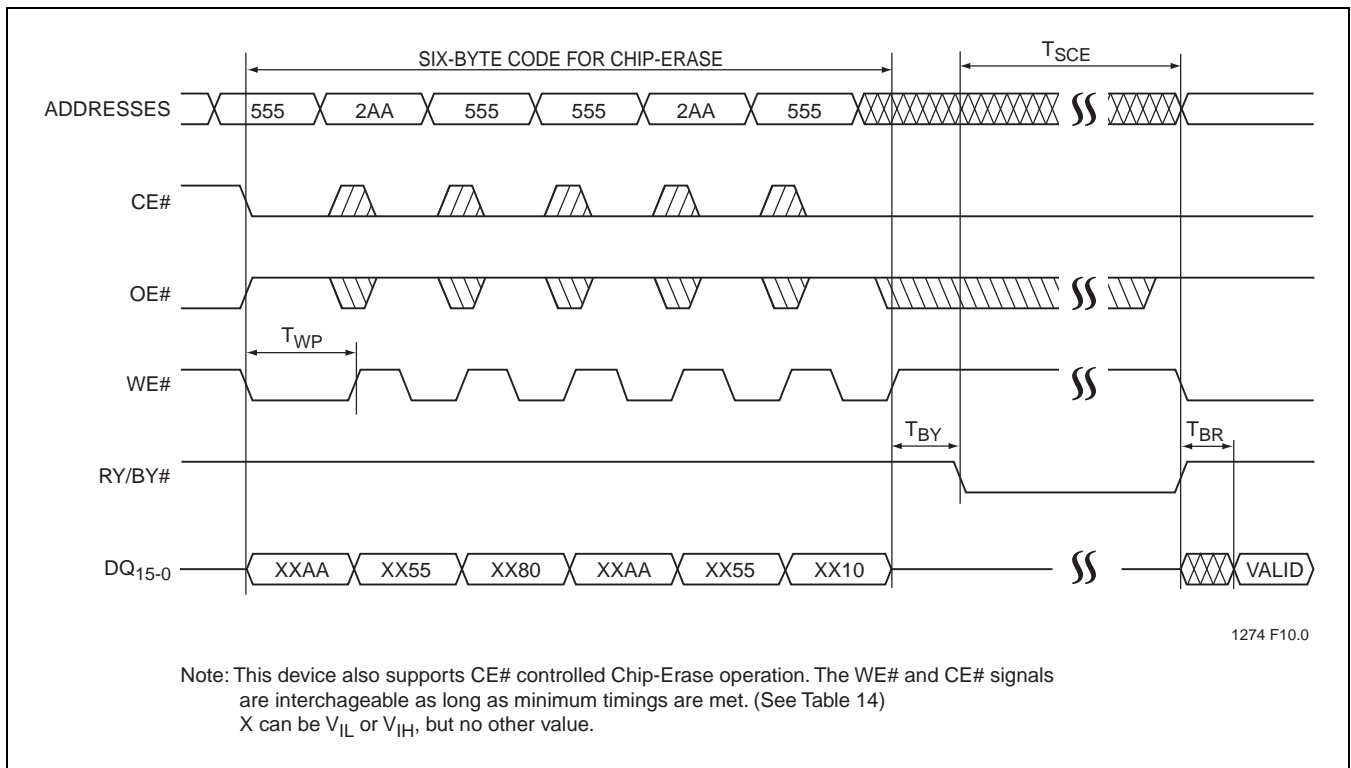 SIX-BYTE CODE FOR CHIP-ERASE
TSCE
ADDRESSES 555 2AA 555 555 2AA 555
CE#
OE#
TWP
WE#
TBY TBR
RY/BY#
DQ15-0 XXAA XX55 XX80 XXAA XX55 XX10 VALID
1274 F10.0
Note: This device also supports CE# controlled Chip-Erase operation. The WE# and CE# signals
are interchageable as long as minimum timings are met. (See Table 14)
X can be VIL or VIH, but no other value.